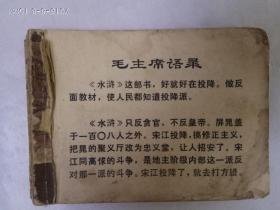 毛主席语录
《水浒》这部书，好就好在投降。做反
面教材，使人民都知道投降派。
《水浒》只反贪官，不反皇帝。屏晁盖
于一百〇八人之外。宋江投降，搞修正主义，
把晁的聚义厅改为忠义堂，让人招安了。宋
江同高俅的斗争，是地主阶级内部这一派反
对那一派的斗争。宋江投降了，就去打方腊。